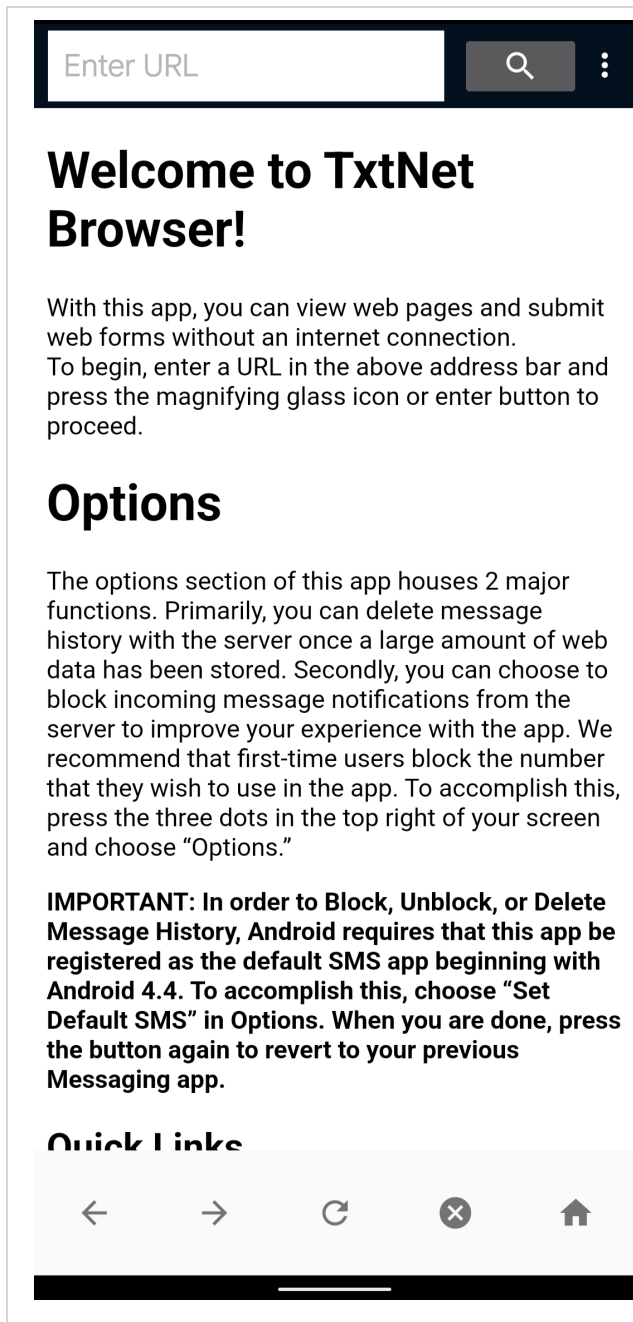 Enter URL
Welcome to TxtNet
Browser!
With this app, you can view web pages and submit
web forms without an internet connection.
To begin, enter a URL in the above address bar and
press the magnifying glass icon or enter button to
proceed.
Options
The options section of this app houses 2 major
functions. Primarily, you can delete message
history with the server once a large amount of web
data has been stored. Secondly, you can choose to
block incoming message notifications from the
server to improve your experience with the app. We
recommend that first-time users block the number
that they wish to use in the app. To accomplish this,
press the three dots in the top right of your screen
and choose “Options.”
IMPORTANT: In order to Block, Unblock, or Delete
Message History, Android requires that this app be
registered as the default SMS app beginning with
Android 4.4. To accomplish this, choose “Set
Default SMS” in Options. When you are done, press
the button again to revert to your previous
Messaging app.
Quick Links